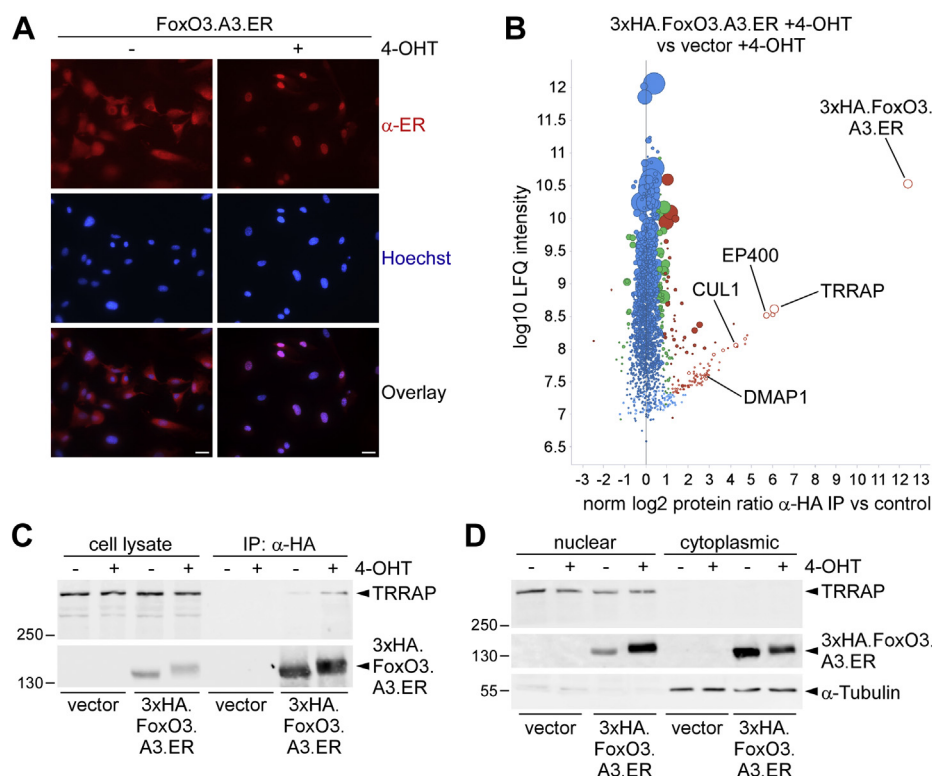 A
FoxO3.A3.ER
- + 4-OHT
α-ER
Hoechst
Overlay
B
3xHA.FoxO3.A3.ER +4-OHT
vs vector +4-OHT
log10 LFQ intensity
12
11.5
11
10.5
10
9.5
9
8.5
8
7.5
7
6.5
3xHA.FoxO3.
A3.ER
EP400
CUL1
TRRAP
DMAP1
-3 -2 -1 0 1 2 3 4 5 6 7 8 9 10 11 12 13
norm log2 protein ratio α-HA IP vs control
C
cell lysate IP: α-HA
- + - + - + - + 4-OHT
TRRAP
250
3xHA.
FoxO3.
A3.ER
130
vector 3xHA. vector 3xHA.
FoxO3. FoxO3.
A3.ER A3.ER
D
nuclear cytoplasmic
- + - + - + - + 4-OHT
TRRAP
250
3xHA.FoxO3.
A3.ER
130
55
α-Tubulin
vector 3xHA. vector 3xHA.
FoxO3. FoxO3.
A3.ER A3.ER